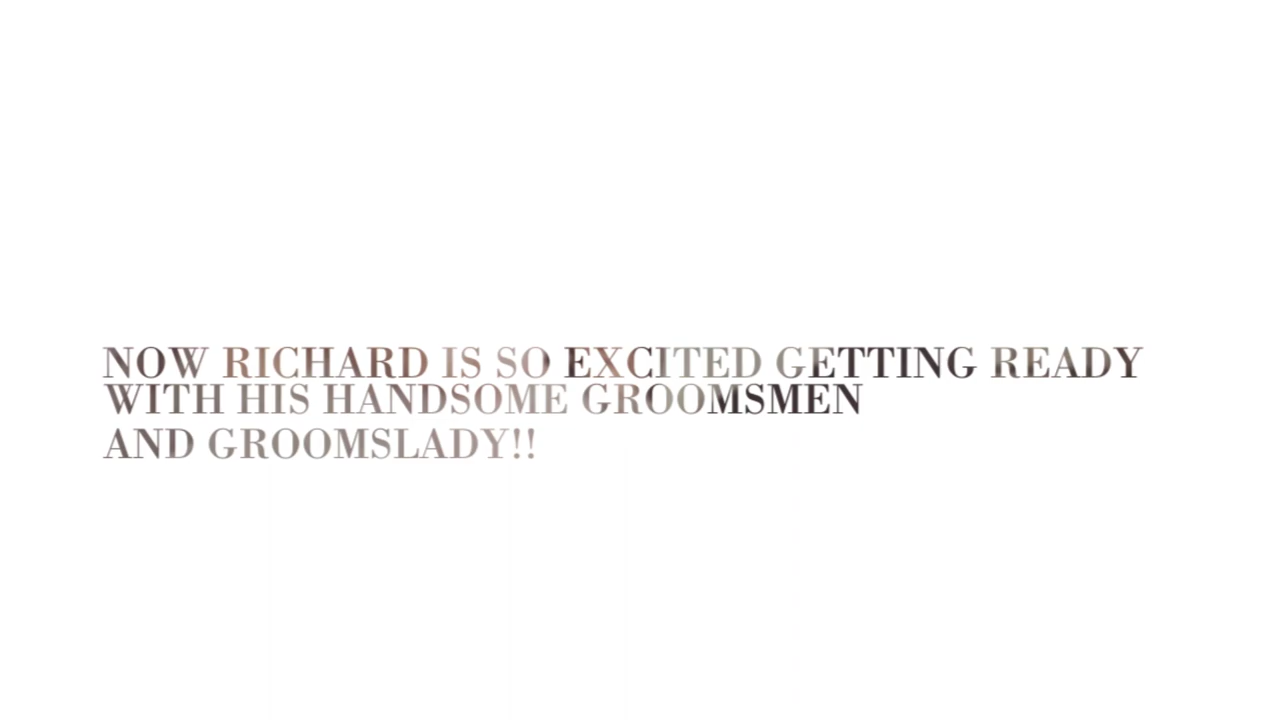 NOW RICHARD IS SO EXCITED GETTING READY
WITH HIS HANDSOME GROOMSMEN
AND GROOMSLADY!!